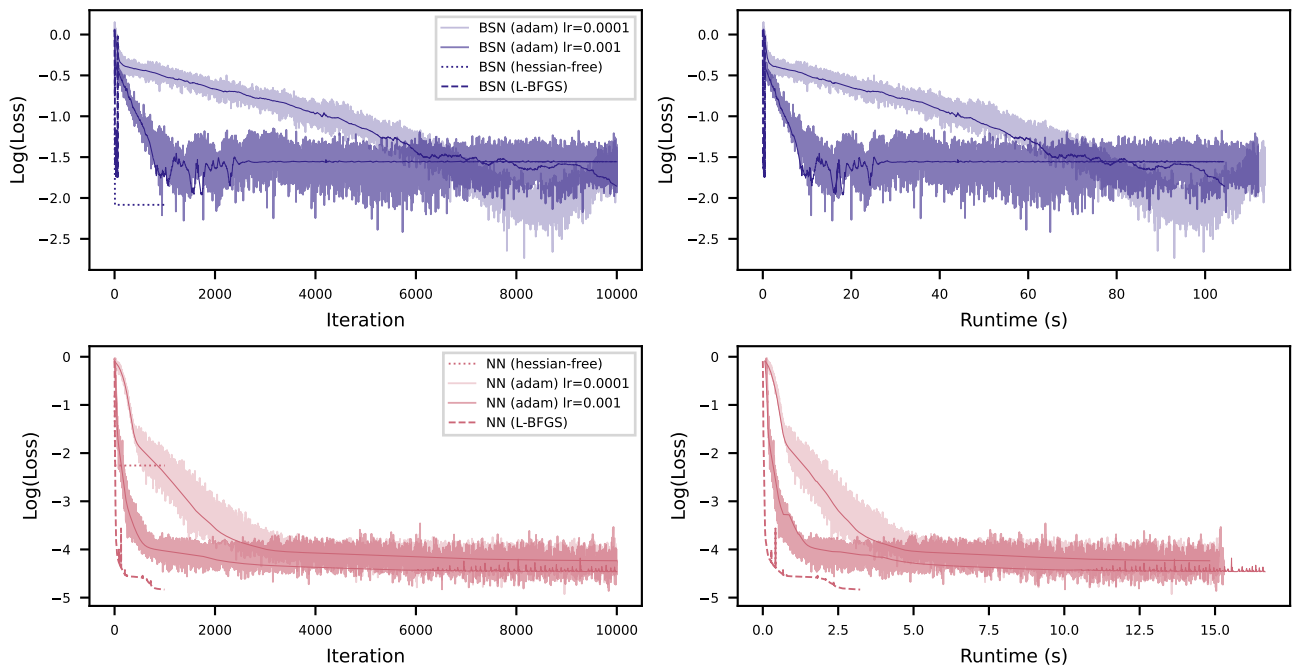 BSN (adam) lr=0.0001
BSN (adam) lr=0.001
BSN (hessian-free)
BSN (L-BFGS)
Log(Loss)
0.0
−0.5
−1.0
−1.5
−2.0
−2.5
0 2000 4000 6000 8000 10000
Iteration
Log(Loss)
0.0
−0.5
−1.0
−1.5
−2.0
−2.5
0 20 40 60 80 100
Runtime (s)
NN (hessian-free)
NN (adam) lr=0.0001
NN (adam) lr=0.001
NN (L-BFGS)
Log(Loss)
0
−1
−2
−3
−4
−5
0 2000 4000 6000 8000 10000
Iteration
Log(Loss)
0
−1
−2
−3
−4
−5
0.0 2.5 5.0 7.5 10.0 12.5 15.0
Runtime (s)